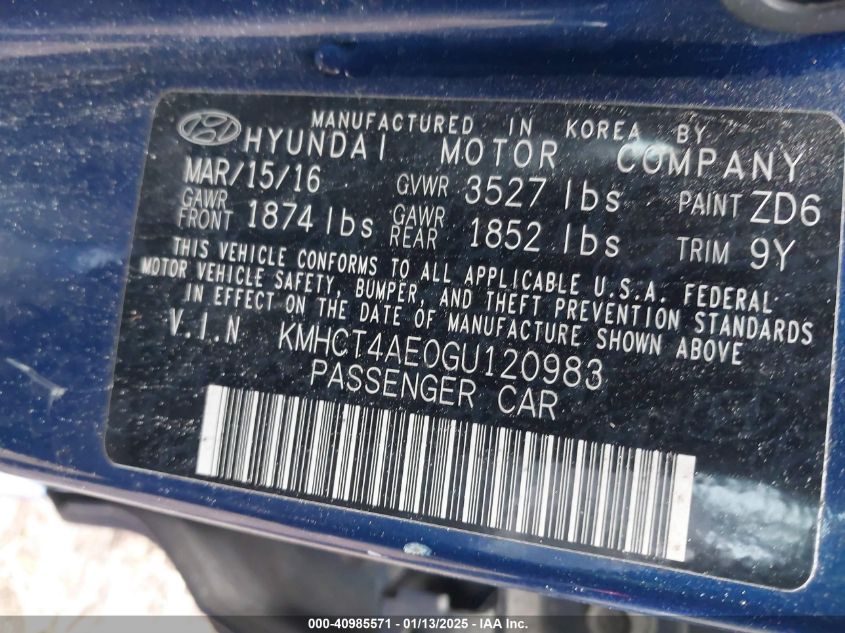 MANUFACTURED IN KOREA BY
HYUNDAI MOTOR COMPANY
MAR/15/16 GVWR 3527 lbs PAINT ZD6
GAWR FRONT 1874 lbs GAWR REAR 1852 lbs TRIM 9Y
THIS VEHICLE CONFORMS TO ALL APPLICABLE U.S.A. FEDERAL
MOTOR VEHICLE SAFETY, BUMPER, AND THEFT PREVENTION STANDARDS
IN EFFECT ON THE DATE OF MANUFACTURE SHOWN ABOVE
V.I.N KMHCT4AE0GU120983
PASSENGER CAR
000-40985571 - 01/13/2025 - IAA Inc.